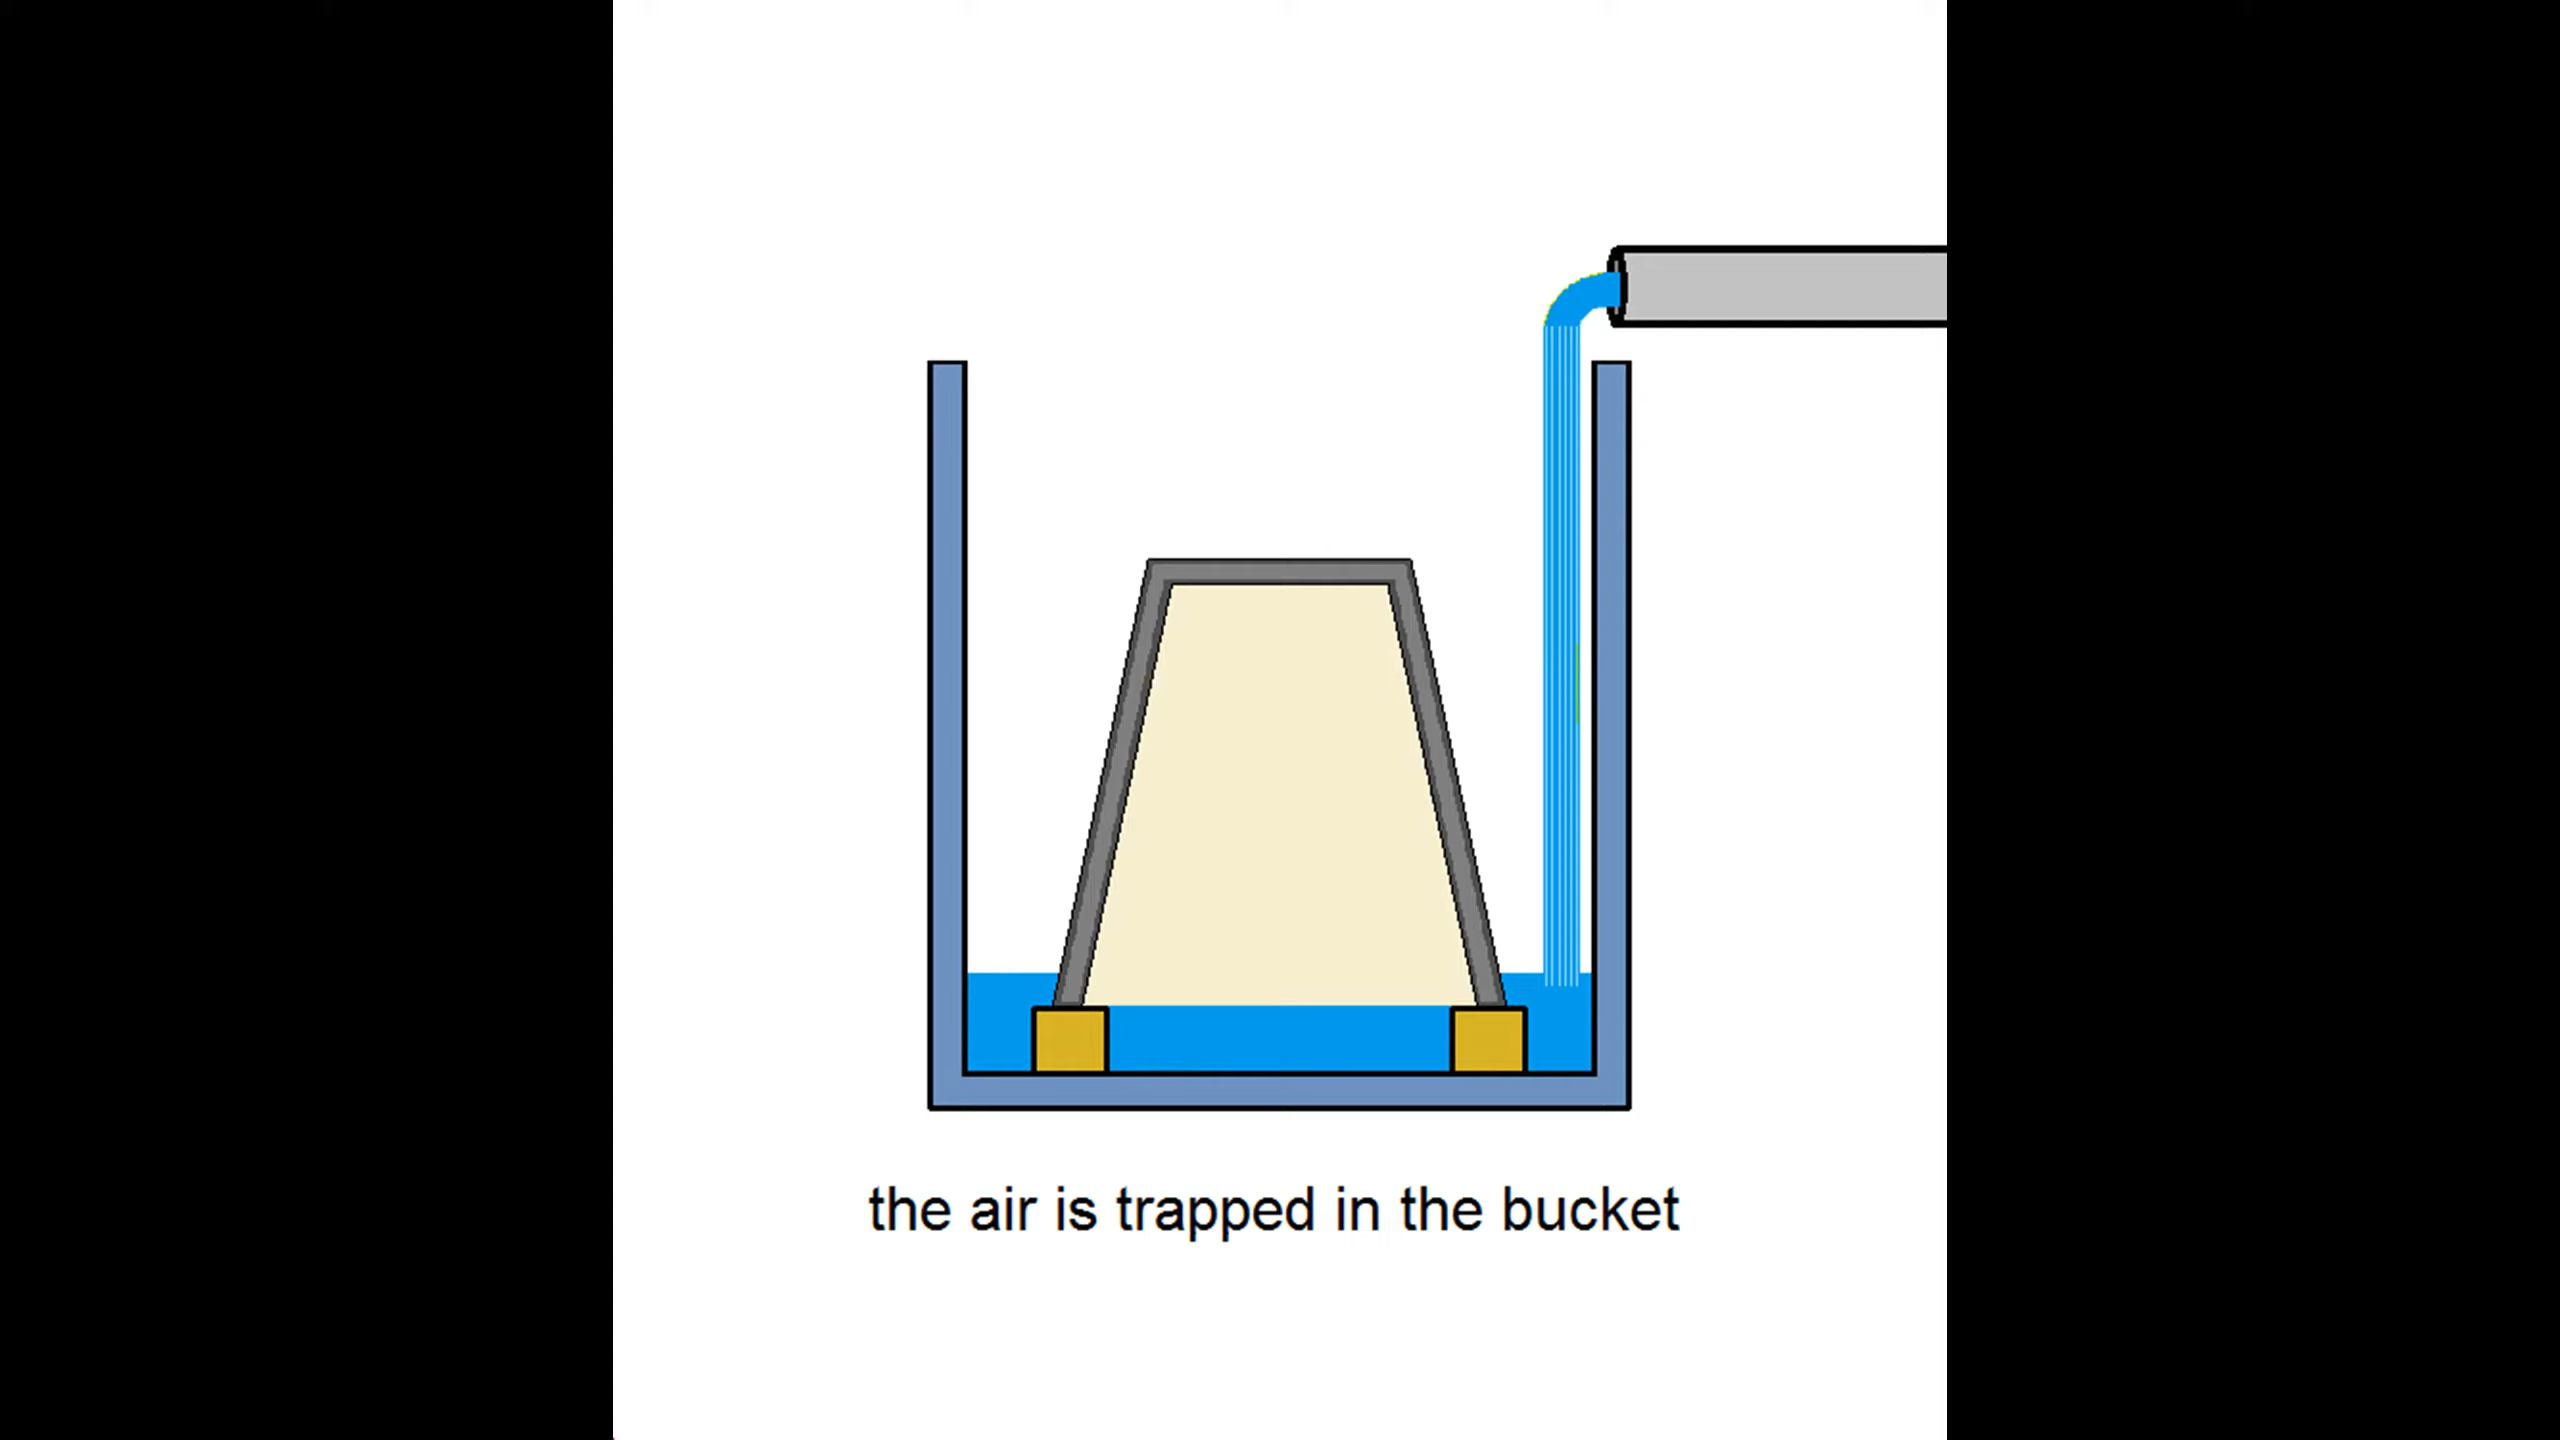 the air is trapped in the bucket